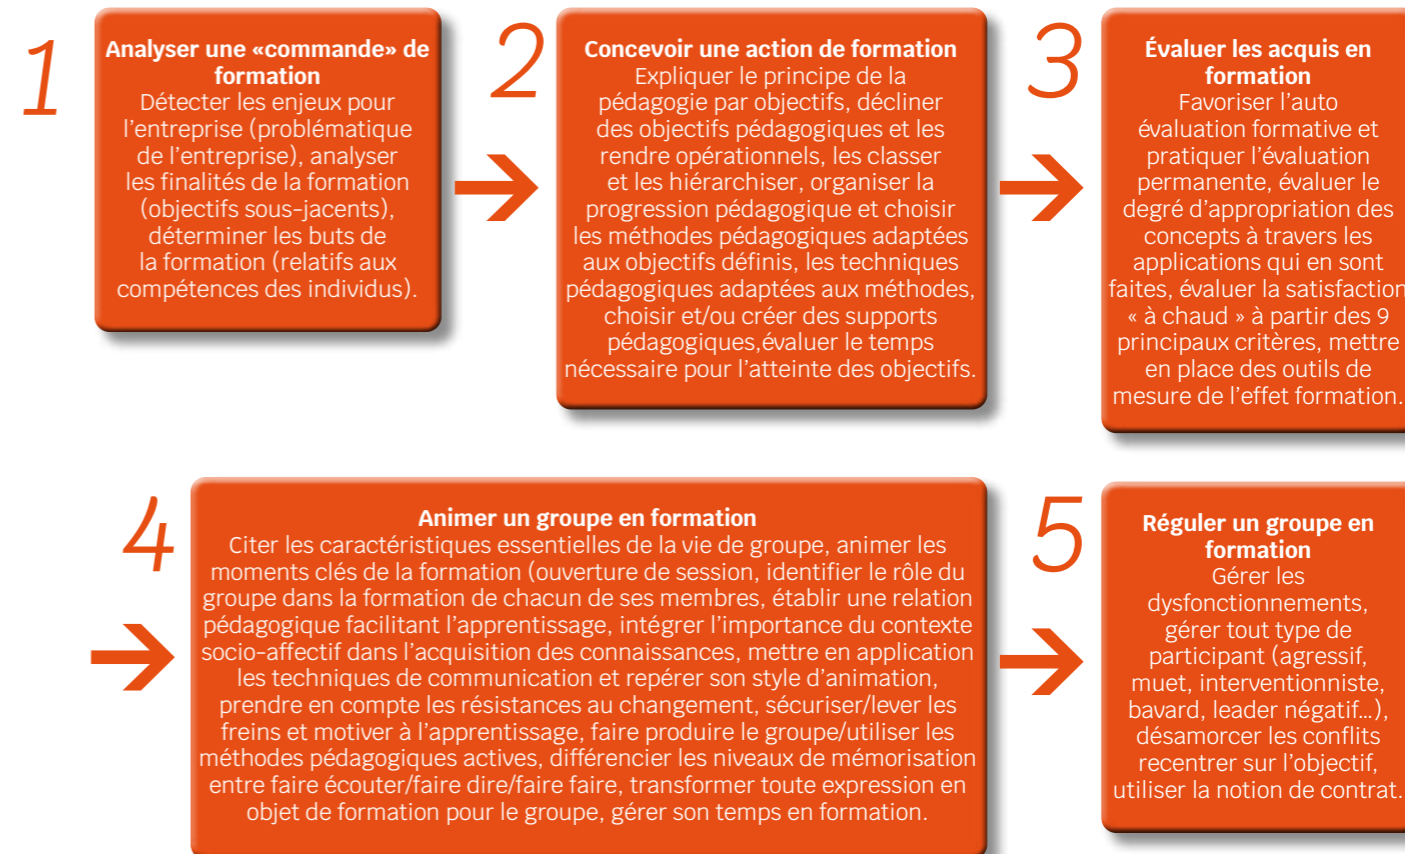 1
Analyser une «commande» de
formation
Détecter les enjeux pour
l'entreprise (problématique
de l'entreprise), analyser
les finalités de la formation
(objectifs sous-jacents),
déterminer les buts de
la formation (relatifs aux
compétences des individus).
2
Concevoir une action de formation
Expliquer le principe de la
pédagogie par objectifs, décliner
des objectifs pédagogiques et les
rendre opérationnels, les classer
et les hiérarchiser, organiser la
progression pédagogique et choisir
les méthodes pédagogiques adaptées
aux objectifs définis, les techniques
pédagogiques adaptées aux méthodes,
choisir et/ou créer des supports
pédagogiques,évaluer le temps
nécessaire pour l'atteinte des objectifs.
3
Évaluer les acquis en
formation
Favoriser l'auto
évaluation formative et
pratiquer l'évaluation
permanente, évaluer le
degré d'appropriation des
concepts à travers les
applications qui en sont
faites, évaluer la satisfaction
« à chaud » à partir des 9
principaux critères, mettre
en place des outils de
mesure de l'effet formation.
4
Animer un groupe en formation
Citer les caractéristiques essentielles de la vie de groupe, animer les
moments clés de la formation (ouverture de session, identifier le rôle du
groupe dans la formation de chacun de ses membres, établir une relation
pédagogique facilitant l'apprentissage, intégrer l'importance du contexte
socio-affectif dans l'acquisition des connaissances, mettre en application
les techniques de communication et repérer son style d'animation,
prendre en compte les résistances au changement, sécuriser/lever les
freins et motiver à l'apprentissage, faire produire le groupe/utiliser les
méthodes pédagogiques actives, différencier les niveaux de mémorisation
entre faire écouter/faire dire/faire faire, transformer toute expression en
objet de formation pour le groupe, gérer son temps en formation.
5
Réguler un groupe en
formation
Gérer les
dysfonctionnements,
gérer tout type de
participant (agressif,
muet, interventionniste,
bavard, leader négatif…),
désamorcer les conflits
recentrer sur l'objectif,
utiliser la notion de contrat.